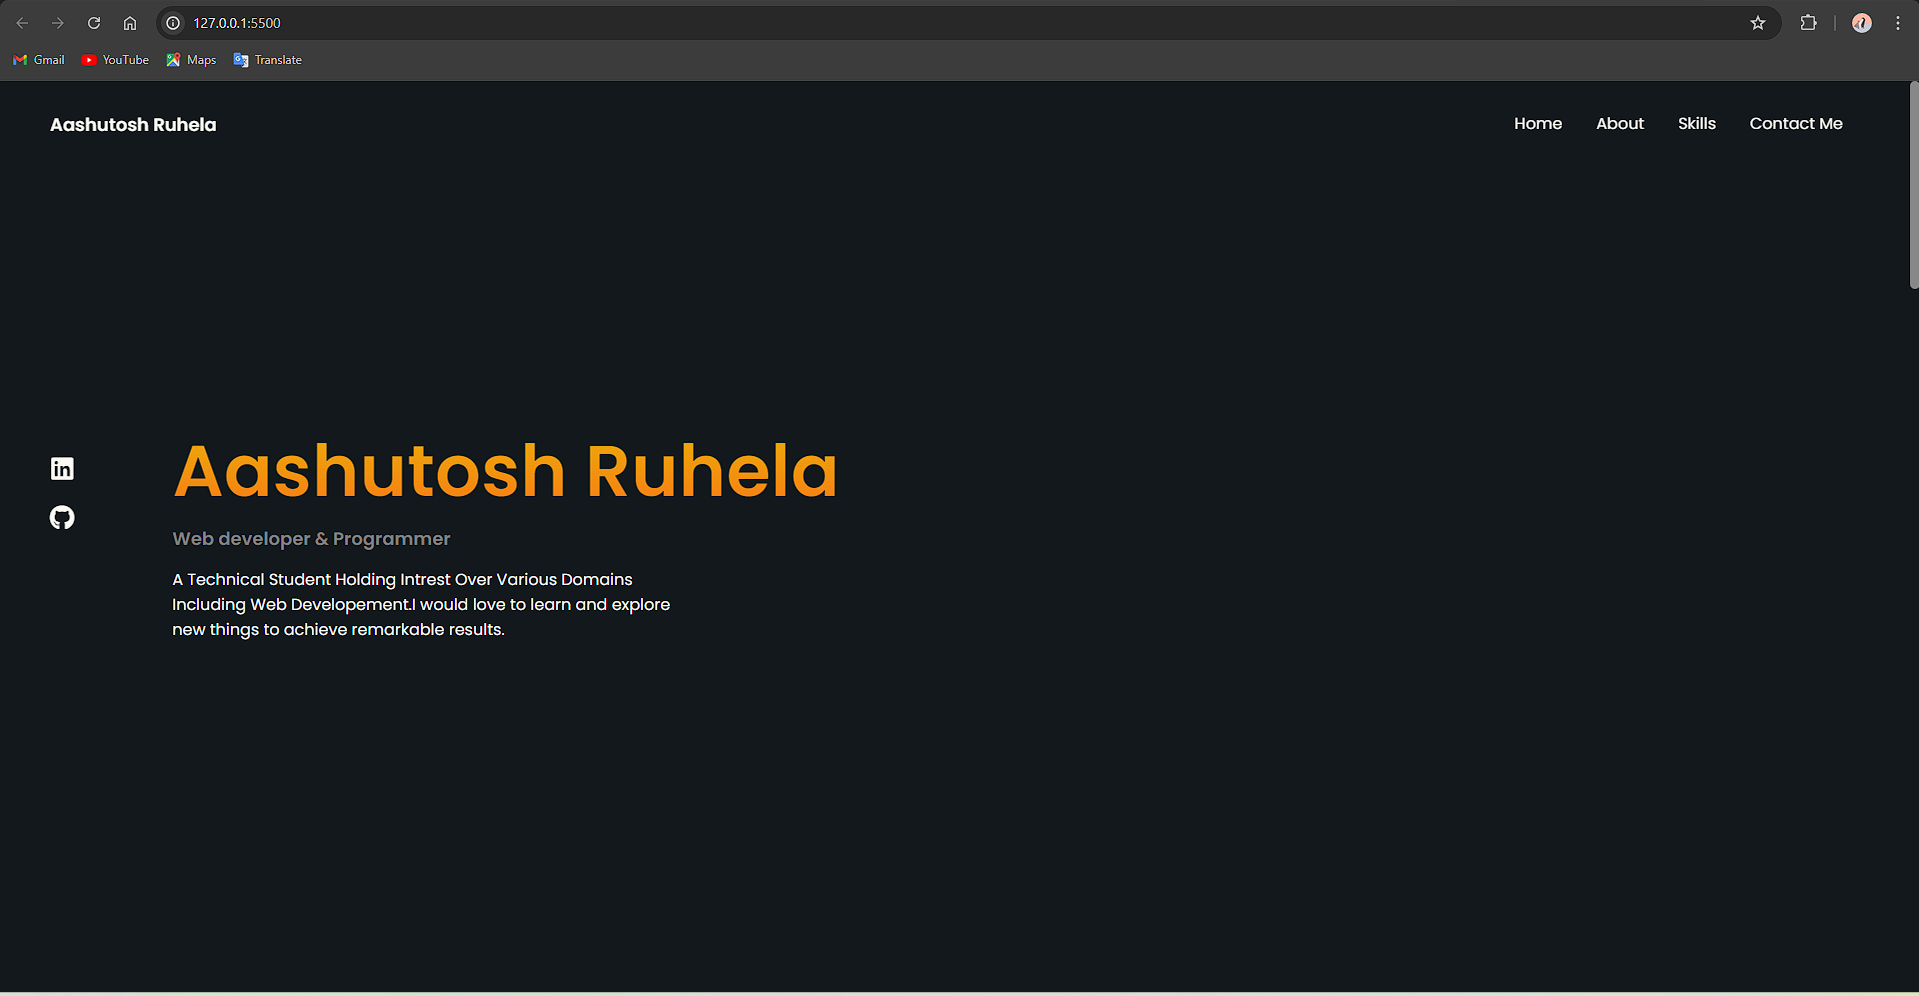 127.0.0.1:5500
Gmail YouTube Maps Translate
Aashutosh Ruhela Home About Skills Contact Me
in
Aashutosh Ruhela
Web developer & Programmer
A Technical Student Holding Intrest Over Various Domains
Including Web Developement.I would love to learn and explore
new things to achieve remarkable results.